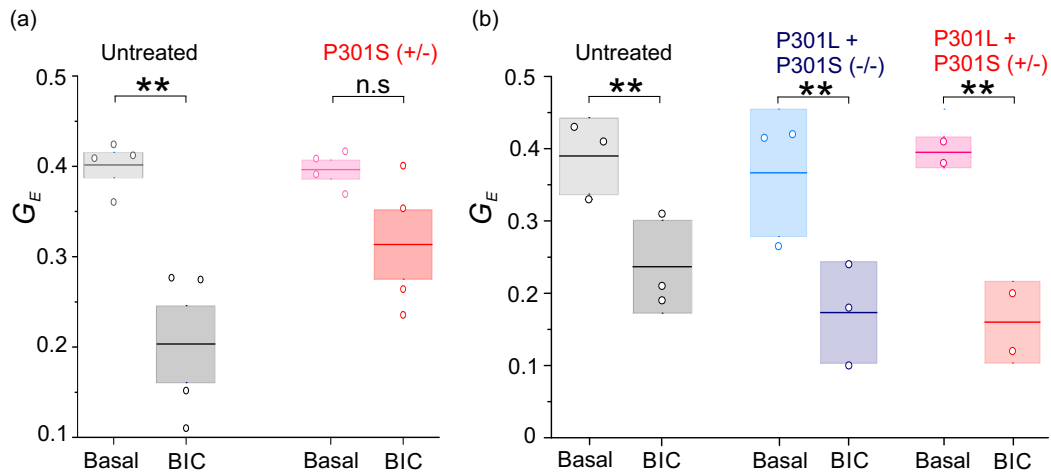 (a)
Untreated
P301S (+/-)
**
n.s
0.5
0.4
0.3
0.2
0.1
G_E
Basal
BIC
Basal
BIC
(b)
Untreated
P301L +
P301S (-/-)
P301L +
P301S (+/-)
**
**
**
0.5
0.4
0.3
0.2
0.1
0
G_E
Basal
BIC
Basal
BIC
Basal
BIC